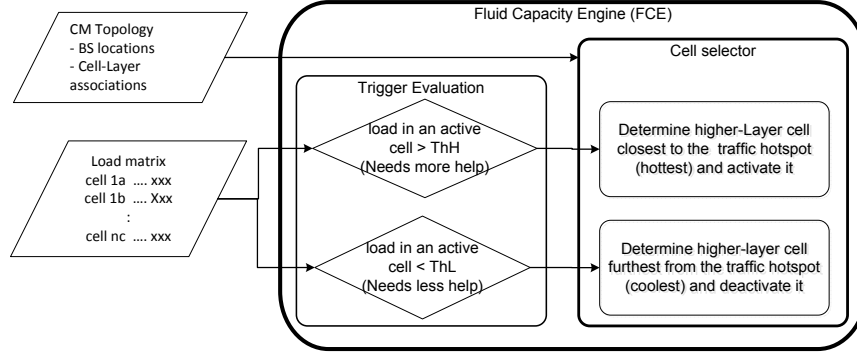 Fluid Capacity Engine (FCE)
CM Topology
- BS locations
- Cell-Layer
associations
Cell selector
Trigger Evaluation
load in an active
cell > ThH
(Needs more help)
Determine higher-Layer cell
closest to the traffic hotspot
(hottest) and activate it
Load matrix
cell 1a .... xxx
cell 1b .... Xxx
:
cell nc .... xxx
load in an active
cell < ThL
(Needs less help)
Determine higher-layer cell
furthest from the traffic hotspot
(coolest) and deactivate it